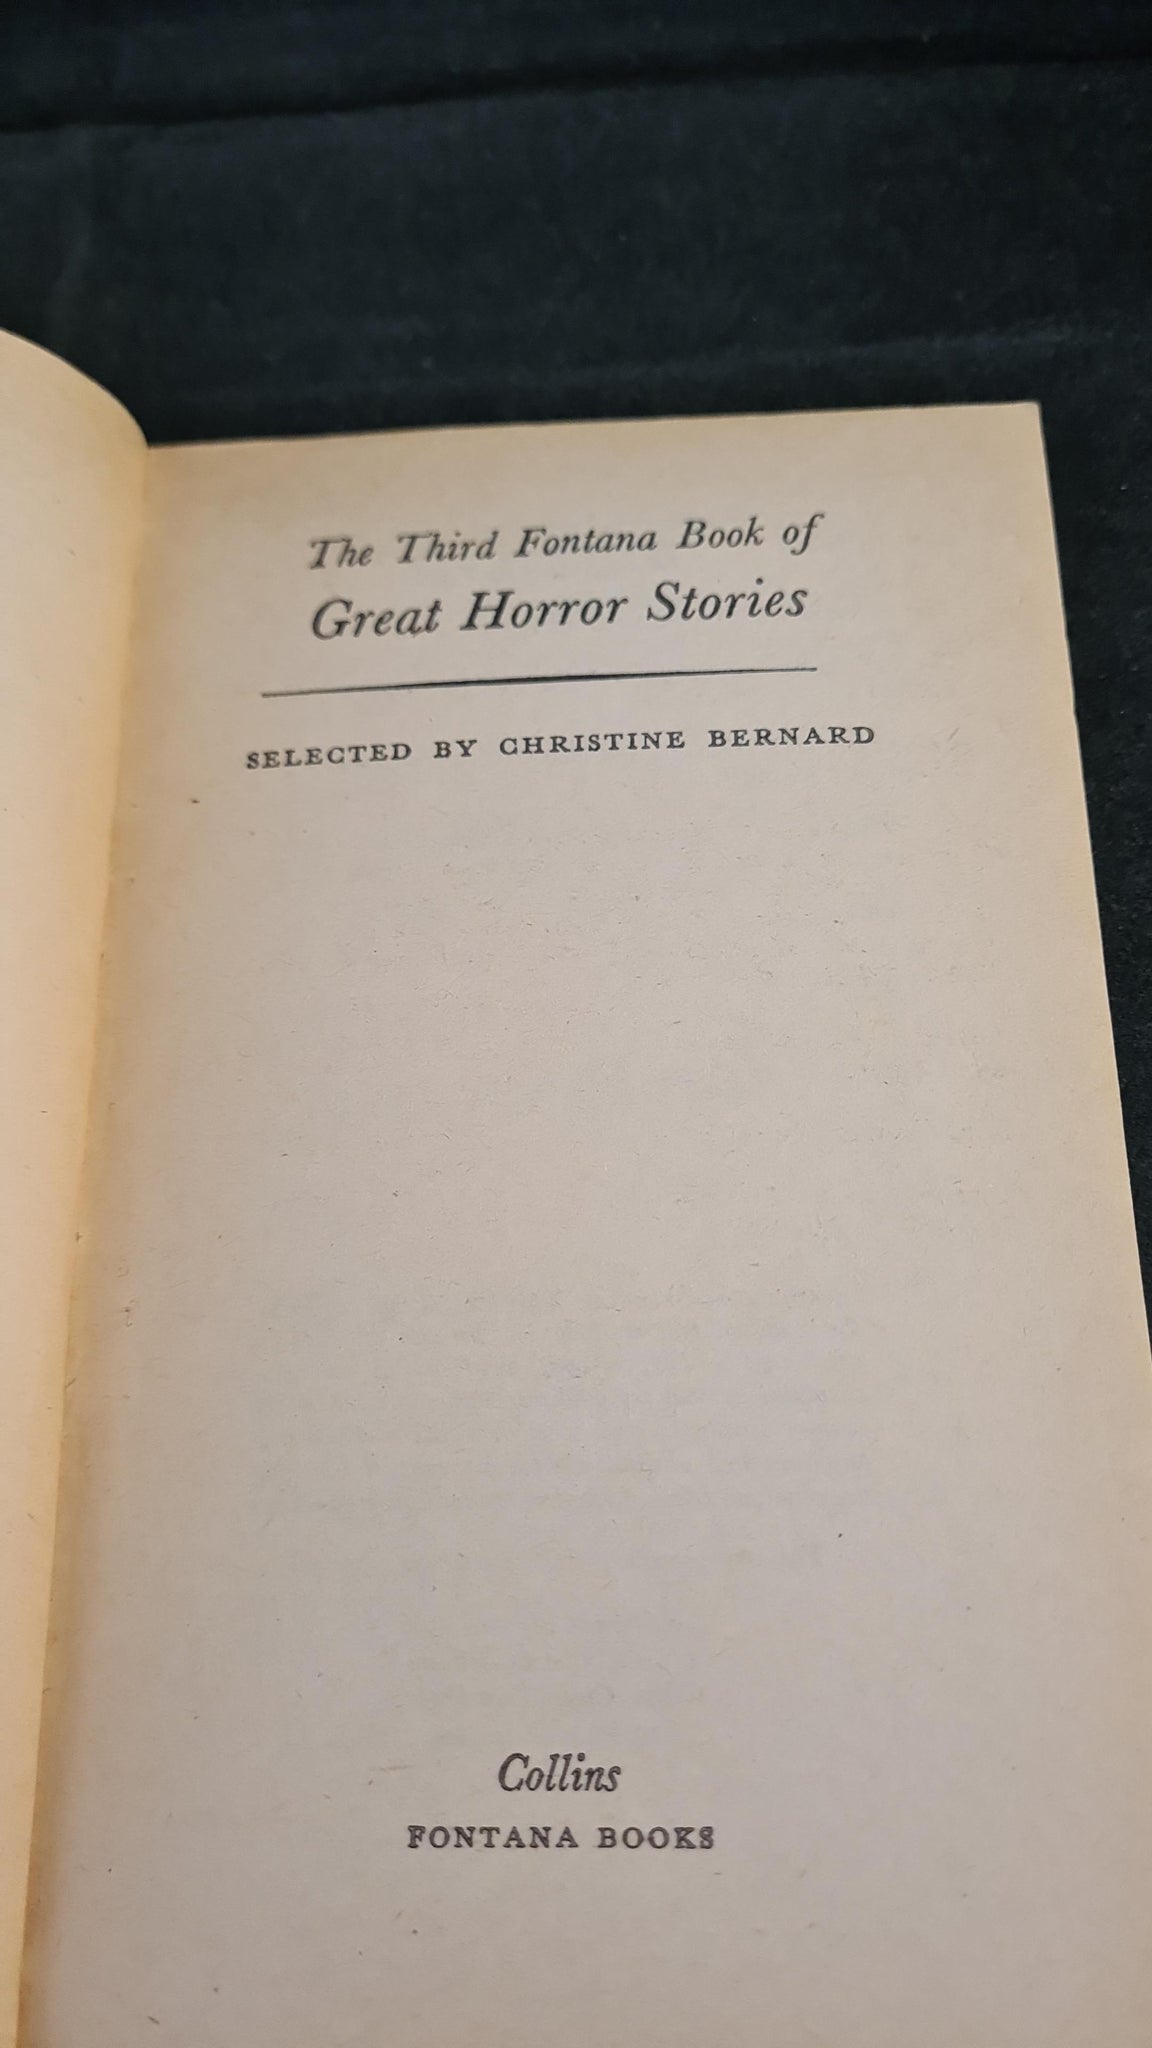 The Third Fontana Book of
Great Horror Stories
SELECTED BY CHRISTINE BERNARD
Collins
FONTANA BOOKS